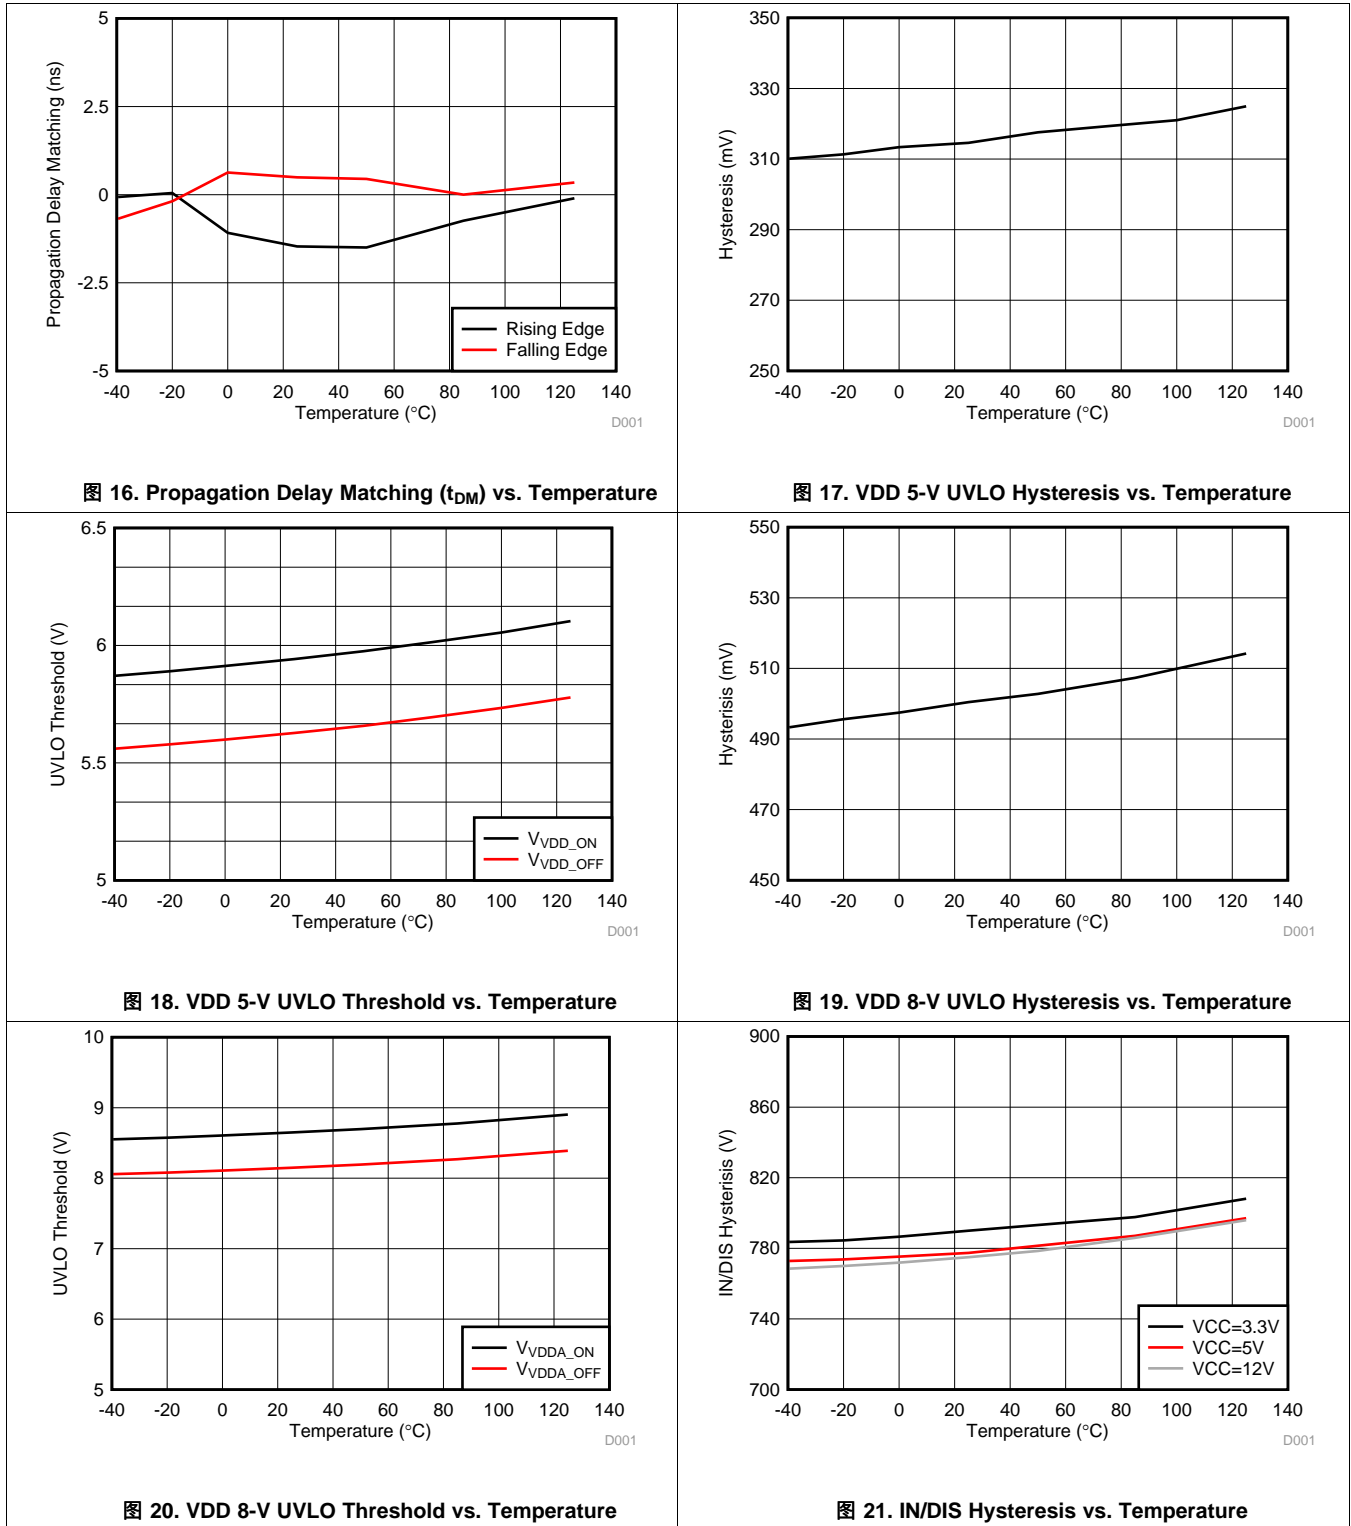 5
2.5
0
-2.5
-5
Propagation Delay Matching (ns)
Rising Edge
Falling Edge
-40 -20 0 20 40 60 80 100 120 140
Temperature (°C)
D001
图 16. Propagation Delay Matching (tDM) vs. Temperature
350
330
310
290
270
250
Hysteresis (mV)
-40 -20 0 20 40 60 80 100 120 140
Temperature (°C)
D001
图 17. VDD 5-V UVLO Hysteresis vs. Temperature
6.5
6
5.5
5
UVLO Threshold (V)
VVDD_ON
VVDD_OFF
-40 -20 0 20 40 60 80 100 120 140
Temperature (°C)
D001
图 18. VDD 5-V UVLO Threshold vs. Temperature
550
530
510
490
470
450
Hysterisis (mV)
-40 -20 0 20 40 60 80 100 120 140
Temperature (°C)
D001
图 19. VDD 8-V UVLO Hysteresis vs. Temperature
10
9
8
7
6
5
UVLO Threshold (V)
VVDDA_ON
VVDDA_OFF
-40 -20 0 20 40 60 80 100 120 140
Temperature (°C)
D001
图 20. VDD 8-V UVLO Threshold vs. Temperature
900
860
820
780
740
700
IN/DIS Hysterisis (V)
VCC=3.3V
VCC=5V
VCC=12V
-40 -20 0 20 40 60 80 100 120 140
Temperature (°C)
D001
图 21. IN/DIS Hysteresis vs. Temperature